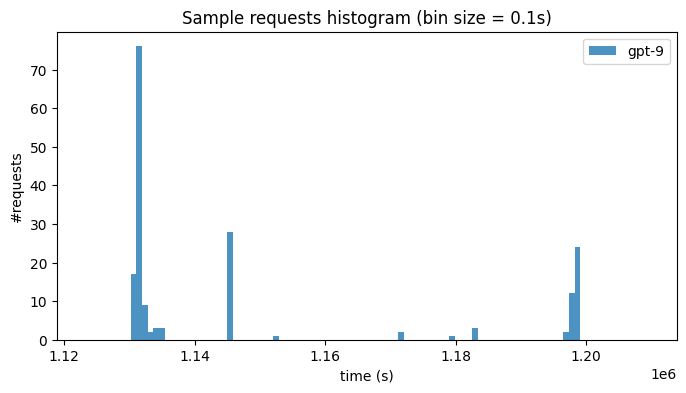 Sample requests histogram (bin size = 0.1s)
gpt-9
#requests
70
60
50
40
30
20
10
0
1.12 1.14 1.16 1.18 1.20
1e6
time (s)